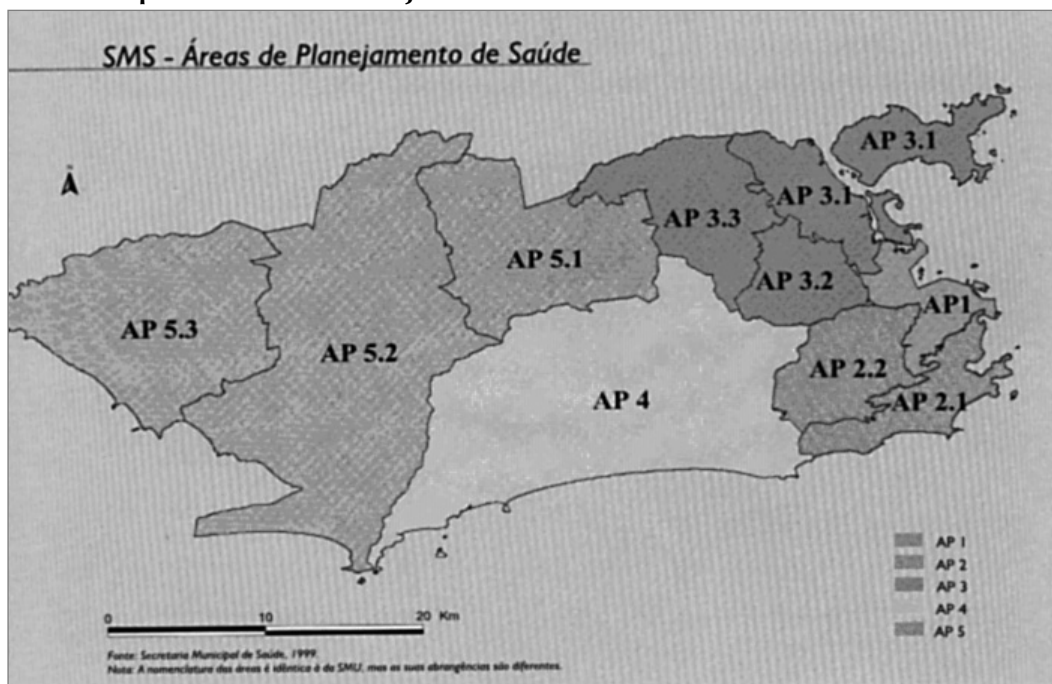 SMS - Áreas de Planejamento de Saúde
AP 3.1
AP 3.1
AP 3.3
AP 5.1
AP 3.2
AP1
AP 5.3
AP 5.2
AP 2.2
AP 4
AP 2.1
AP 1
AP 2
AP 3
AP 4
AP 5
0 10 20 Km
Fonte: Secretaria Municipal de Saúde, 1999.
Nota: A nomenclatura das áreas é idêntica à da SMU, mas as suas abrangências são diferentes.